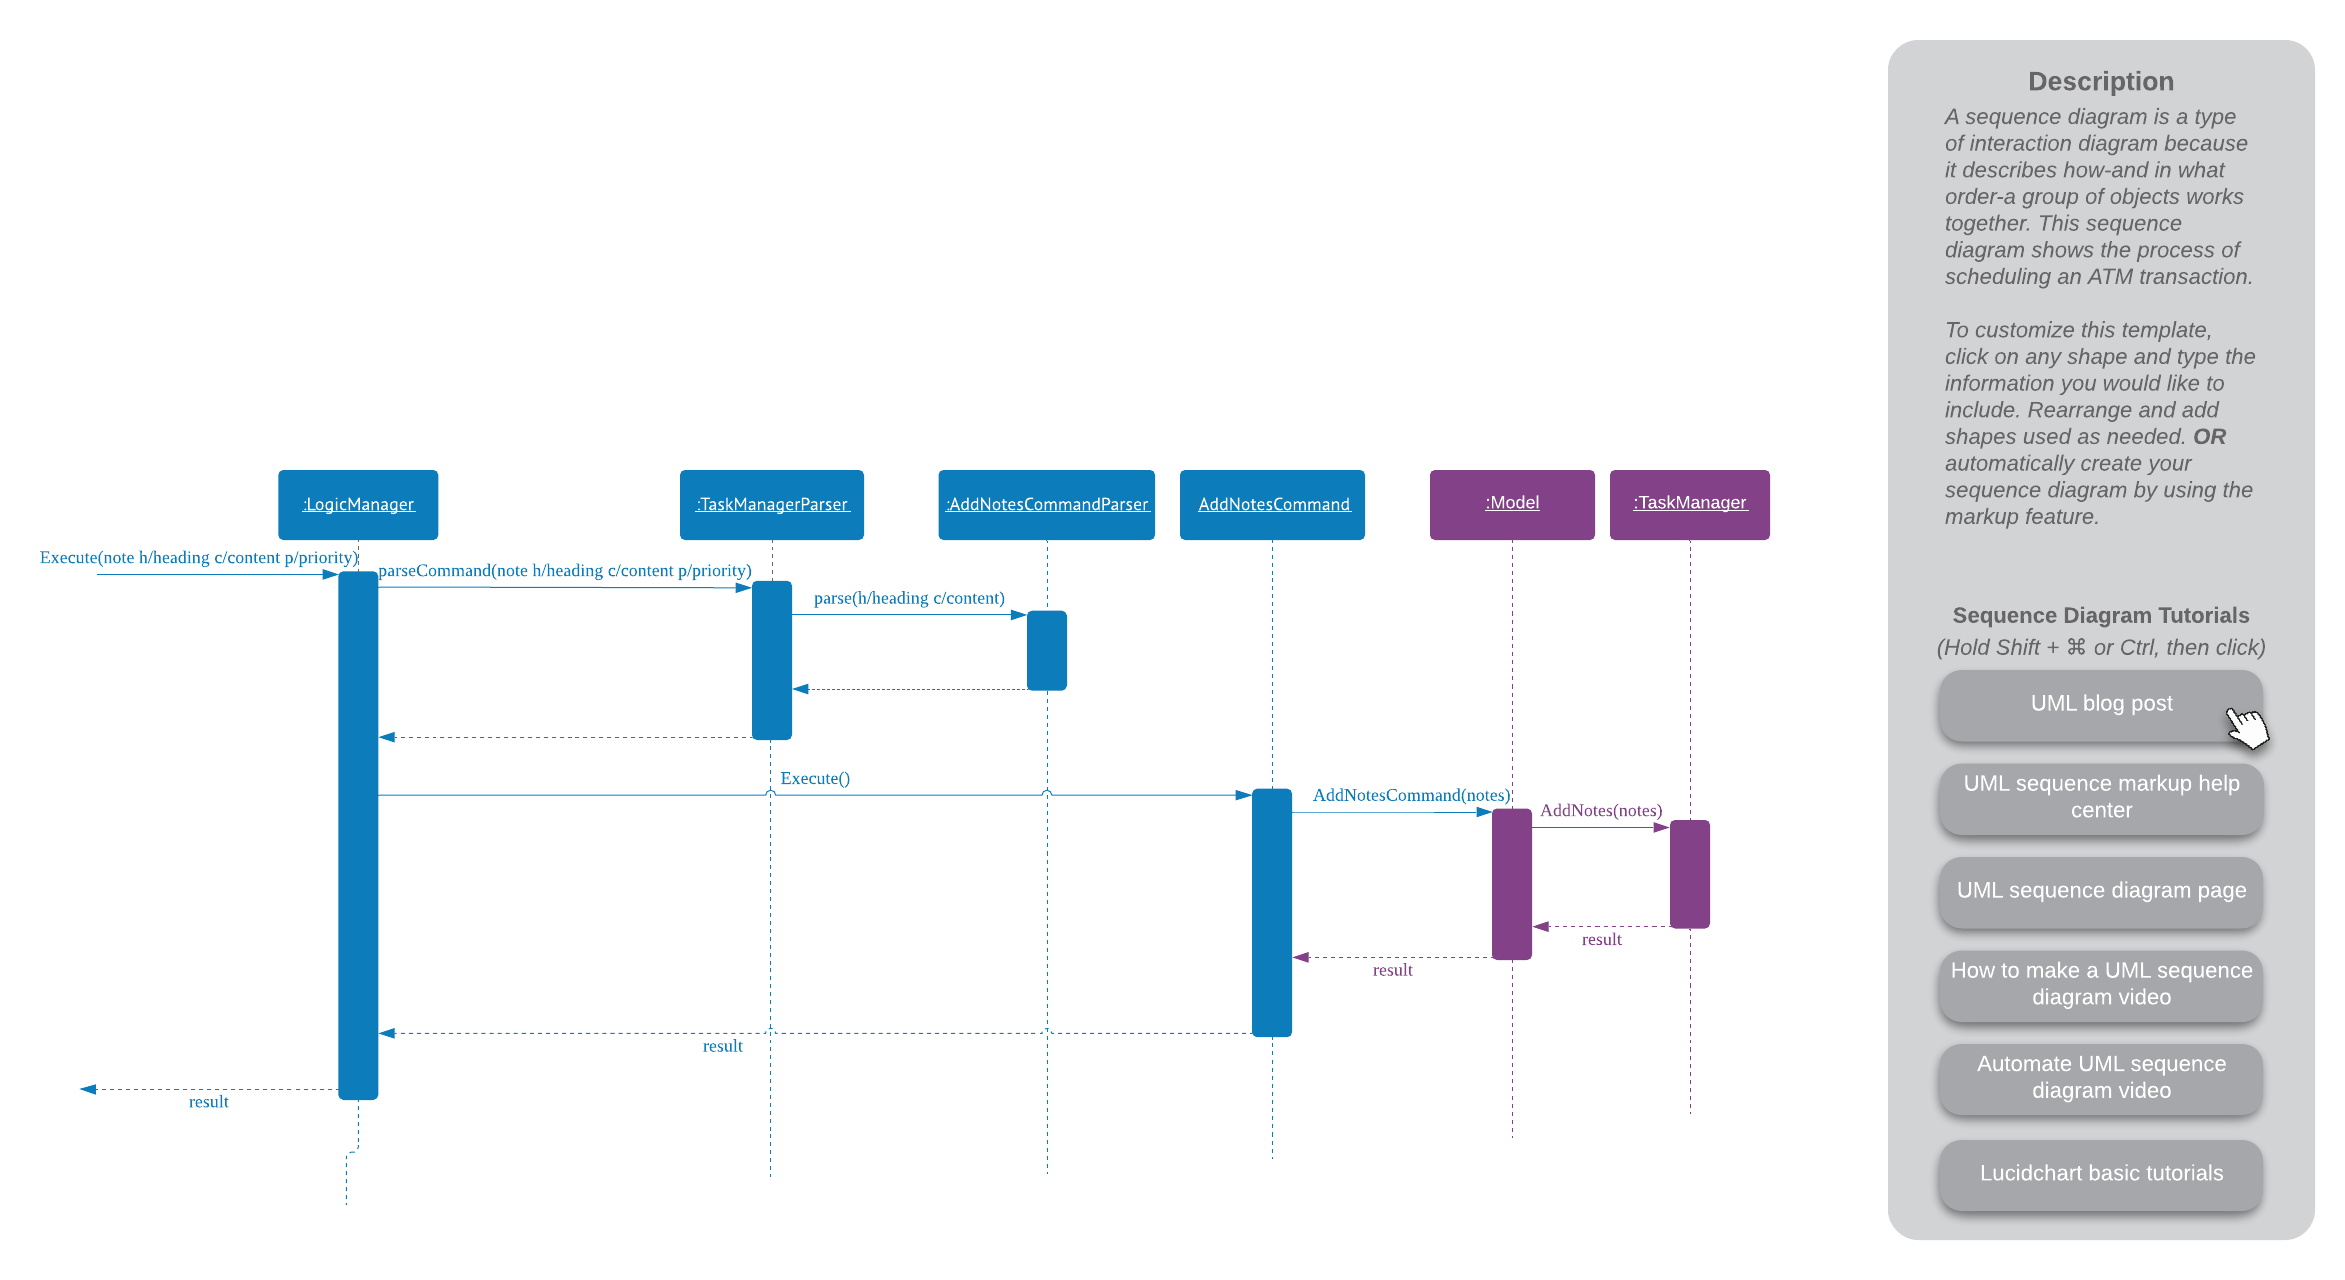 :LogicManager
:TaskManagerParser
:AddNotesCommandParser
AddNotesCommand
:Model
:TaskManager
Execute(note h/heading c/content p/priority)
parseCommand(note h/heading c/content p/priority)
parse(h/heading c/content)
Execute()
AddNotesCommand(notes)
AddNotes(notes)
result
result
result
result
Description
A sequence diagram is a type
of interaction diagram because
it describes how-and in what
order-a group of objects works
together. This sequence
diagram shows the process of
scheduling an ATM transaction.
To customize this template,
click on any shape and type the
information you would like to
include. Rearrange and add
shapes used as needed. OR
automatically create your
sequence diagram by using the
markup feature.
Sequence Diagram Tutorials
(Hold Shift + ⌘ or Ctrl, then click)
UML blog post
UML sequence markup help
center
UML sequence diagram page
How to make a UML sequence
diagram video
Automate UML sequence
diagram video
Lucidchart basic tutorials